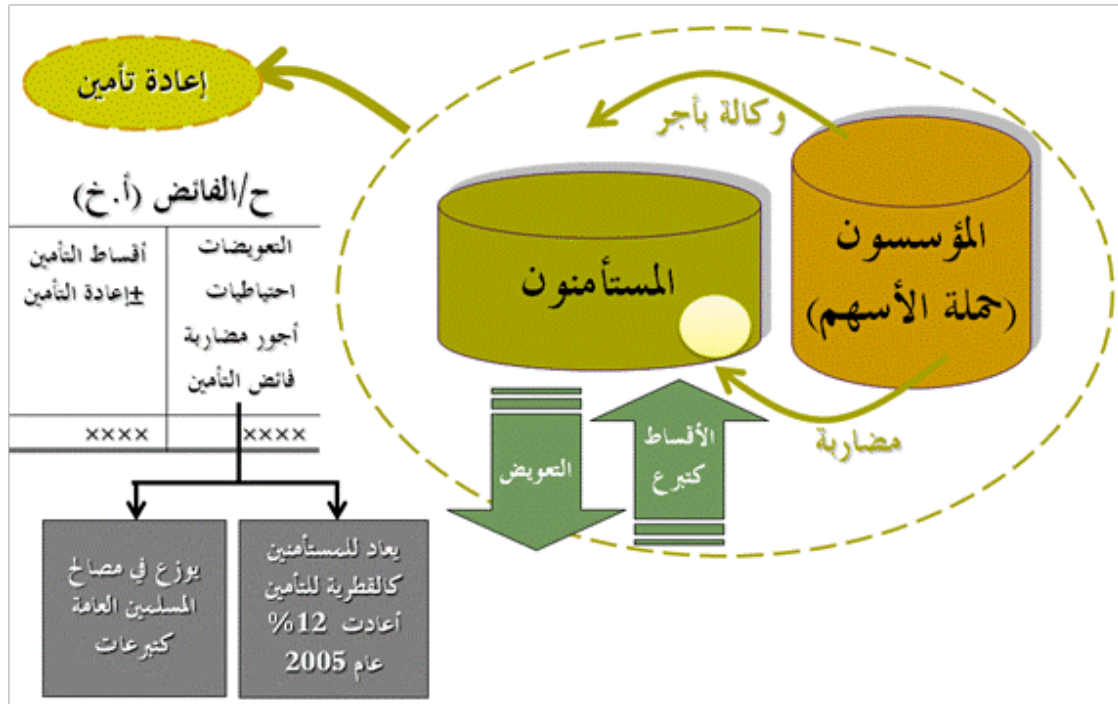 إعادة تأمين
وكالة بأجر
المؤسسون
(حملة الأسهم)
المستأمنون
مضاربة
الأقساط
كتبرع
التعويض
ح/الفائض (أ.خ)
التعويضات
احتياطيات
أجور مضاربة
فائض التأمين
××××
أقساط التأمين
±إعادة التأمين
××××
يعاد للمستأمنين
كالقطرية للتأمين
أعادت 12%
عام 2005
يوزع في مصالح
المسلمين العامة
كتبرعات